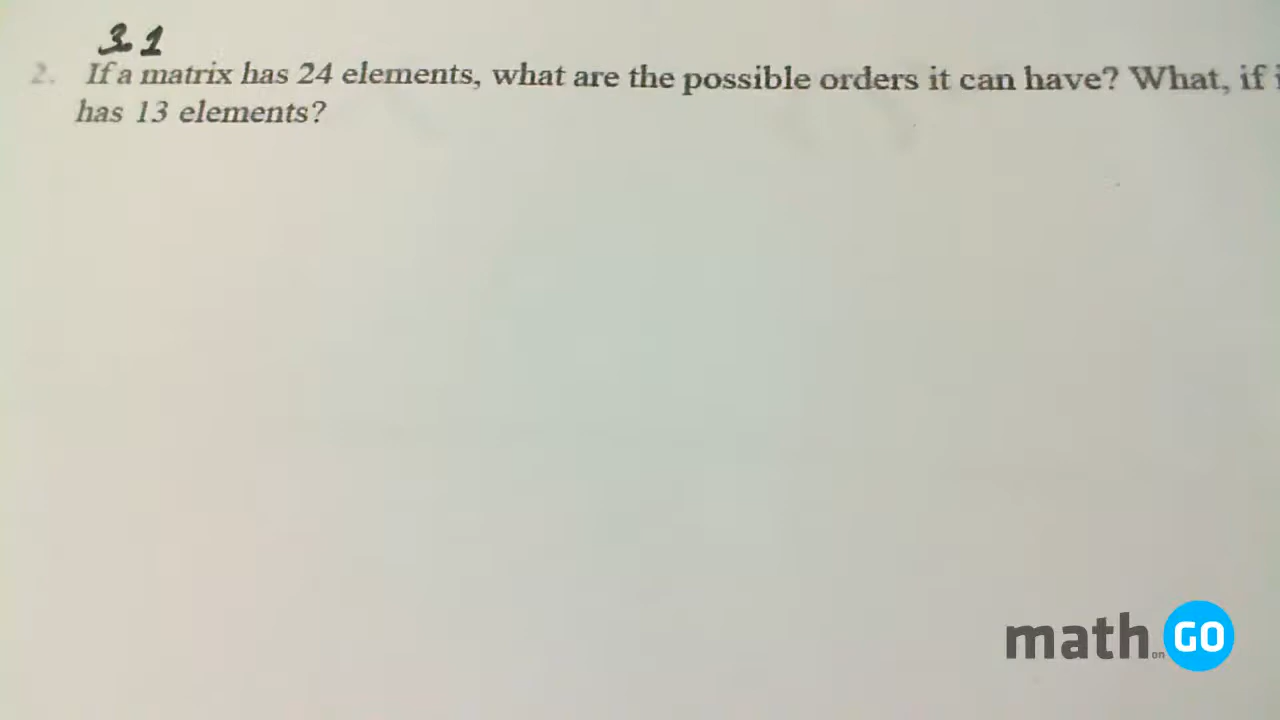 3.1
2. If a matrix has 24 elements, what are the possible orders it can have? What, if
has 13 elements?
math on GO